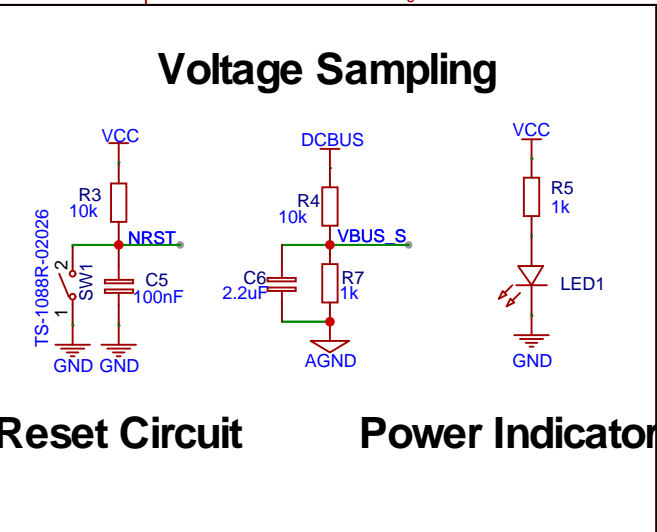 Voltage Sampling
VCC
R3
10k
NRST
TS-1088R-02026
2
1
SW1
C5
100nF
GND
GND
DCBUS
R4
10k
VBUS_S
C6
2.2uF
R7
1k
AGND
VCC
R5
1k
LED1
GND
Reset Circuit
Power Indicator